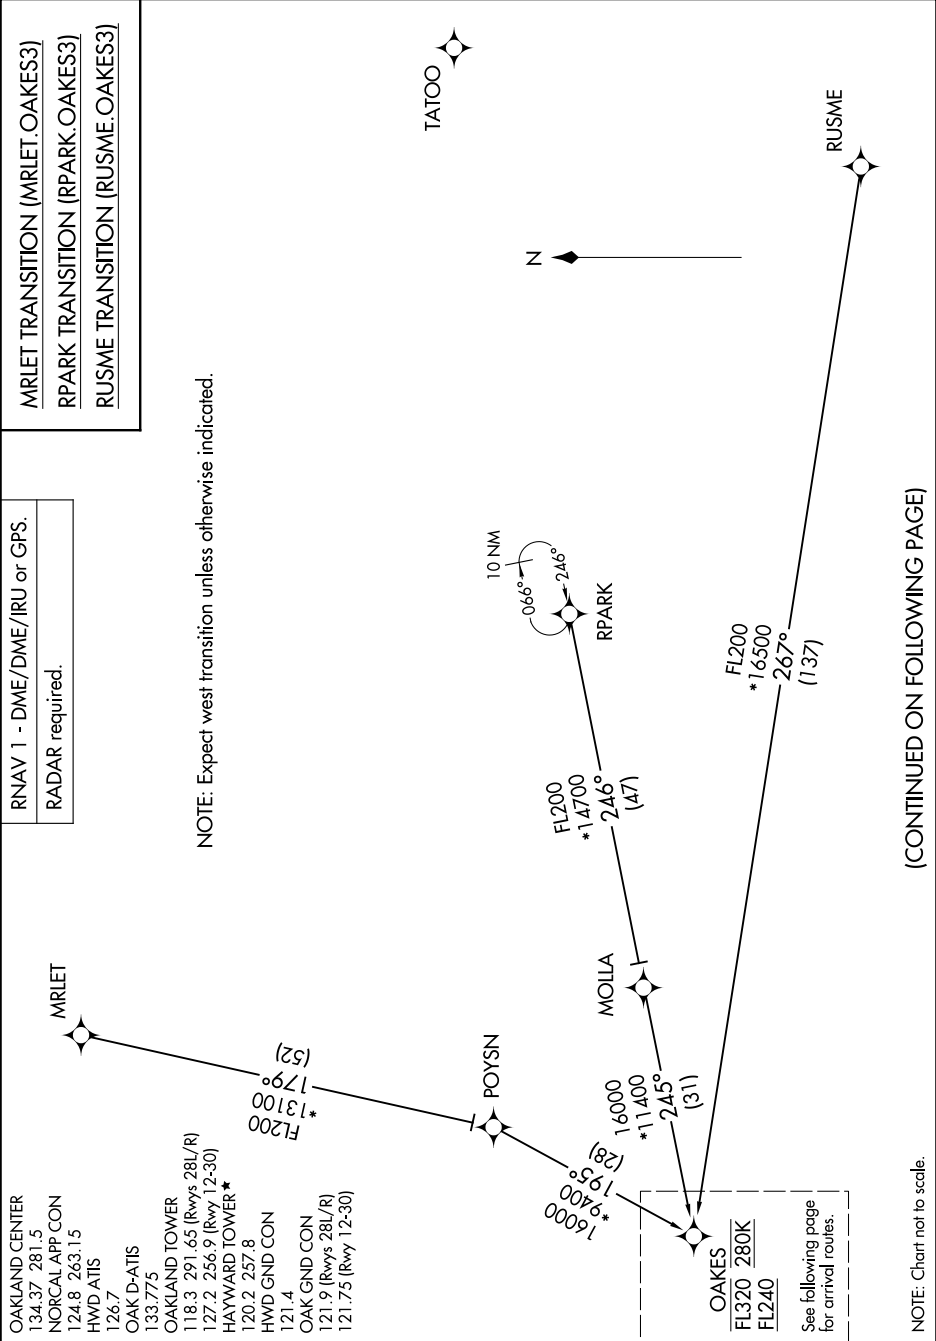 OAKLAND CENTER
134.37 281.5
NORCAL APP CON
124.8 263.15
HWD ATIS
126.7
OAK D-ATIS
133.775
OAKLAND TOWER
118.3 291.65 (Rwys 28L/R)
127.2 256.9 (Rwy 12-30)
HAYWARD TOWER★
120.2 257.8
HWD GND CON
121.4
OAK GND CON
121.9 (Rwys 28L/R)
121.75 (Rwy 12-30)
RNAV 1 - DME/DME/IRU or GPS.
RADAR required.
MRLET TRANSITION (MRLET.OAKES3)
RPARK TRANSITION (RPARK.OAKES3)
RUSME TRANSITION (RUSME.OAKES3)
NOTE: Expect west transition unless otherwise indicated.
MRLET
FL200
*13100
179°
(52)
POYSN
16000
*9400
195°
(28)
TATOO
N
10 NM
066°
246°
RPARK
FL200
*14700
246°
(47)
MOLLA
16000
*11400
245°
(31)
RUSME
FL200
*16500
267°
(137)
OAKES
FL320 280K
FL240
See following page
for arrival routes.
(CONTINUED ON FOLLOWING PAGE)
NOTE: Chart not to scale.